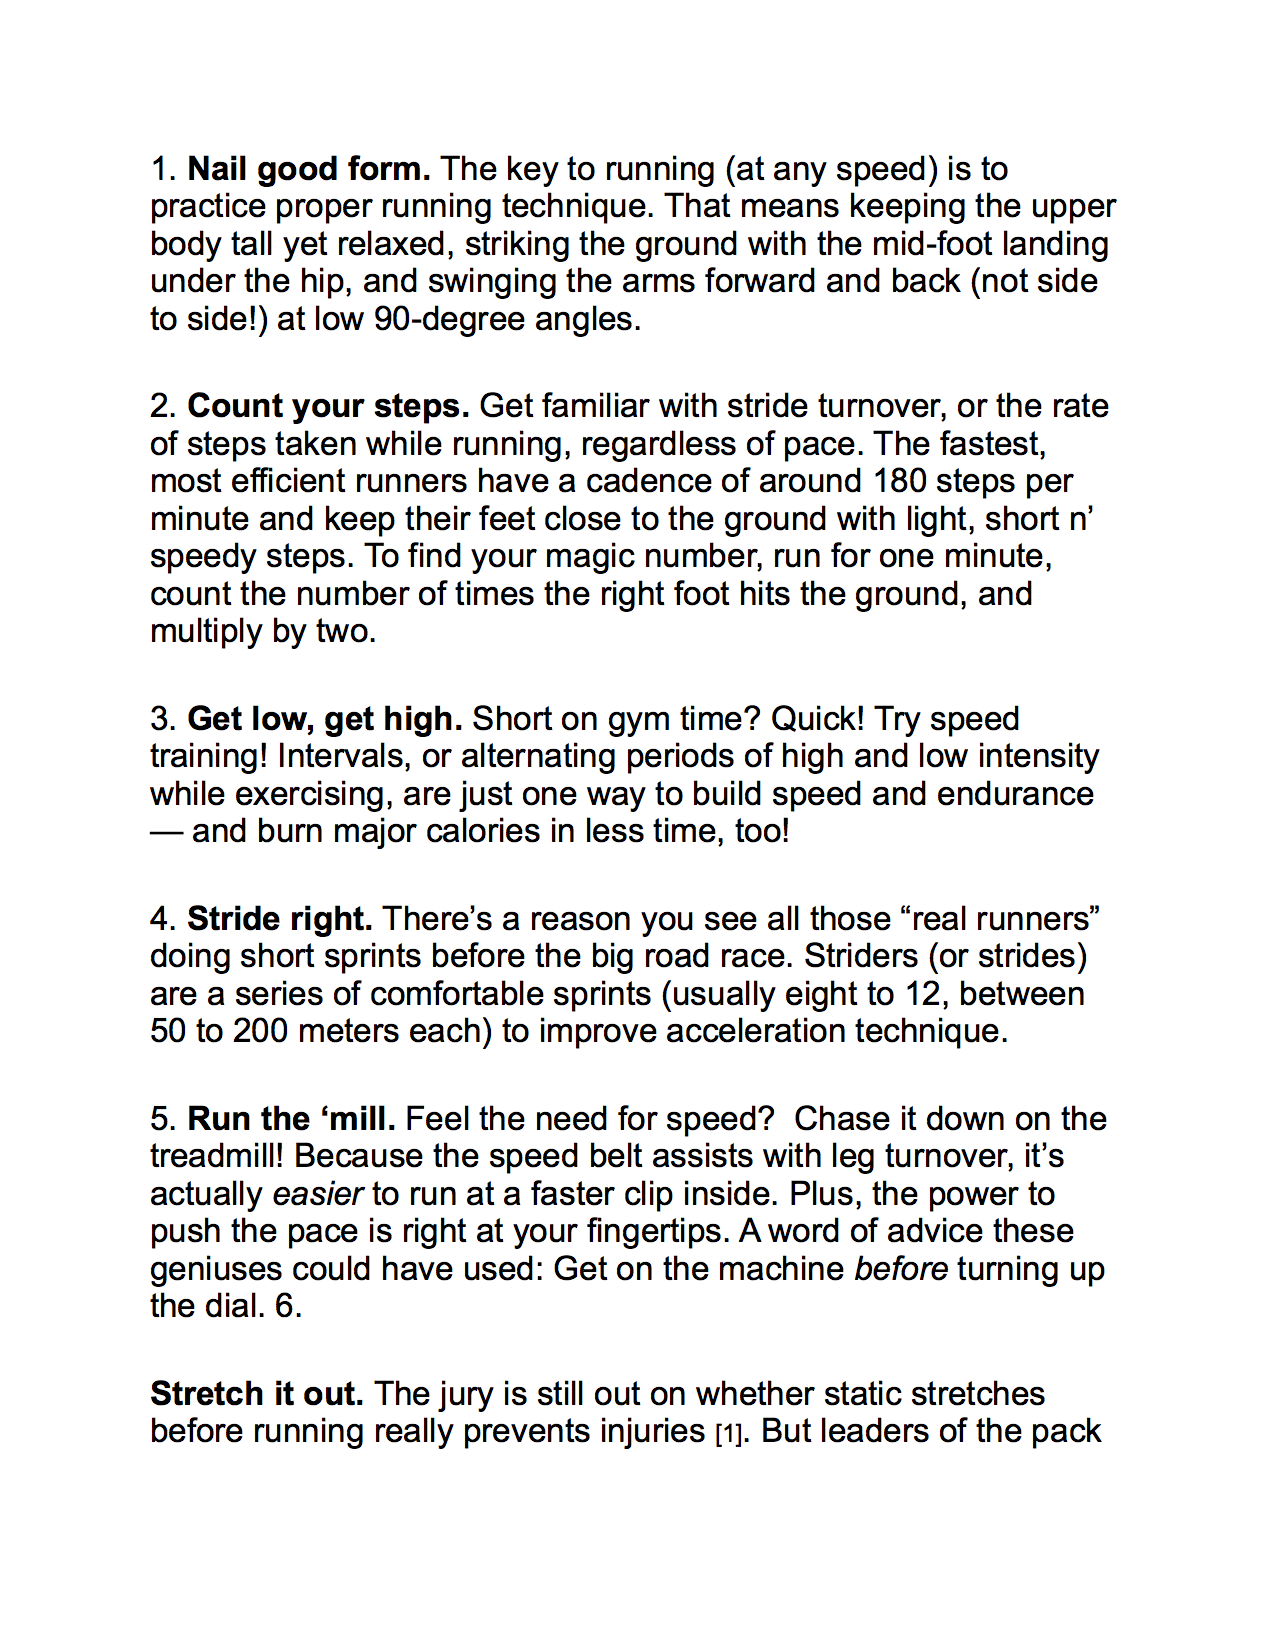 1. Nail good form. The key to running (at any speed) is to
practice proper running technique. That means keeping the upper
body tall yet relaxed, striking the ground with the mid-foot landing
under the hip, and swinging the arms forward and back (not side
to side!) at low 90-degree angles.
2. Count your steps. Get familiar with stride turnover, or the rate
of steps taken while running, regardless of pace. The fastest,
most efficient runners have a cadence of around 180 steps per
minute and keep their feet close to the ground with light, short n’
speedy steps. To find your magic number, run for one minute,
count the number of times the right foot hits the ground, and
multiply by two.
3. Get low, get high. Short on gym time? Quick! Try speed
training! Intervals, or alternating periods of high and low intensity
while exercising, are just one way to build speed and endurance
— and burn major calories in less time, too!
4. Stride right. There’s a reason you see all those “real runners”
doing short sprints before the big road race. Striders (or strides)
are a series of comfortable sprints (usually eight to 12, between
50 to 200 meters each) to improve acceleration technique.
5. Run the ‘mill. Feel the need for speed?  Chase it down on the
treadmill! Because the speed belt assists with leg turnover, it’s
actually easier to run at a faster clip inside. Plus, the power to
push the pace is right at your fingertips. A word of advice these
geniuses could have used: Get on the machine before turning up
the dial. 6.
Stretch it out. The jury is still out on whether static stretches
before running really prevents injuries [1]. But leaders of the pack